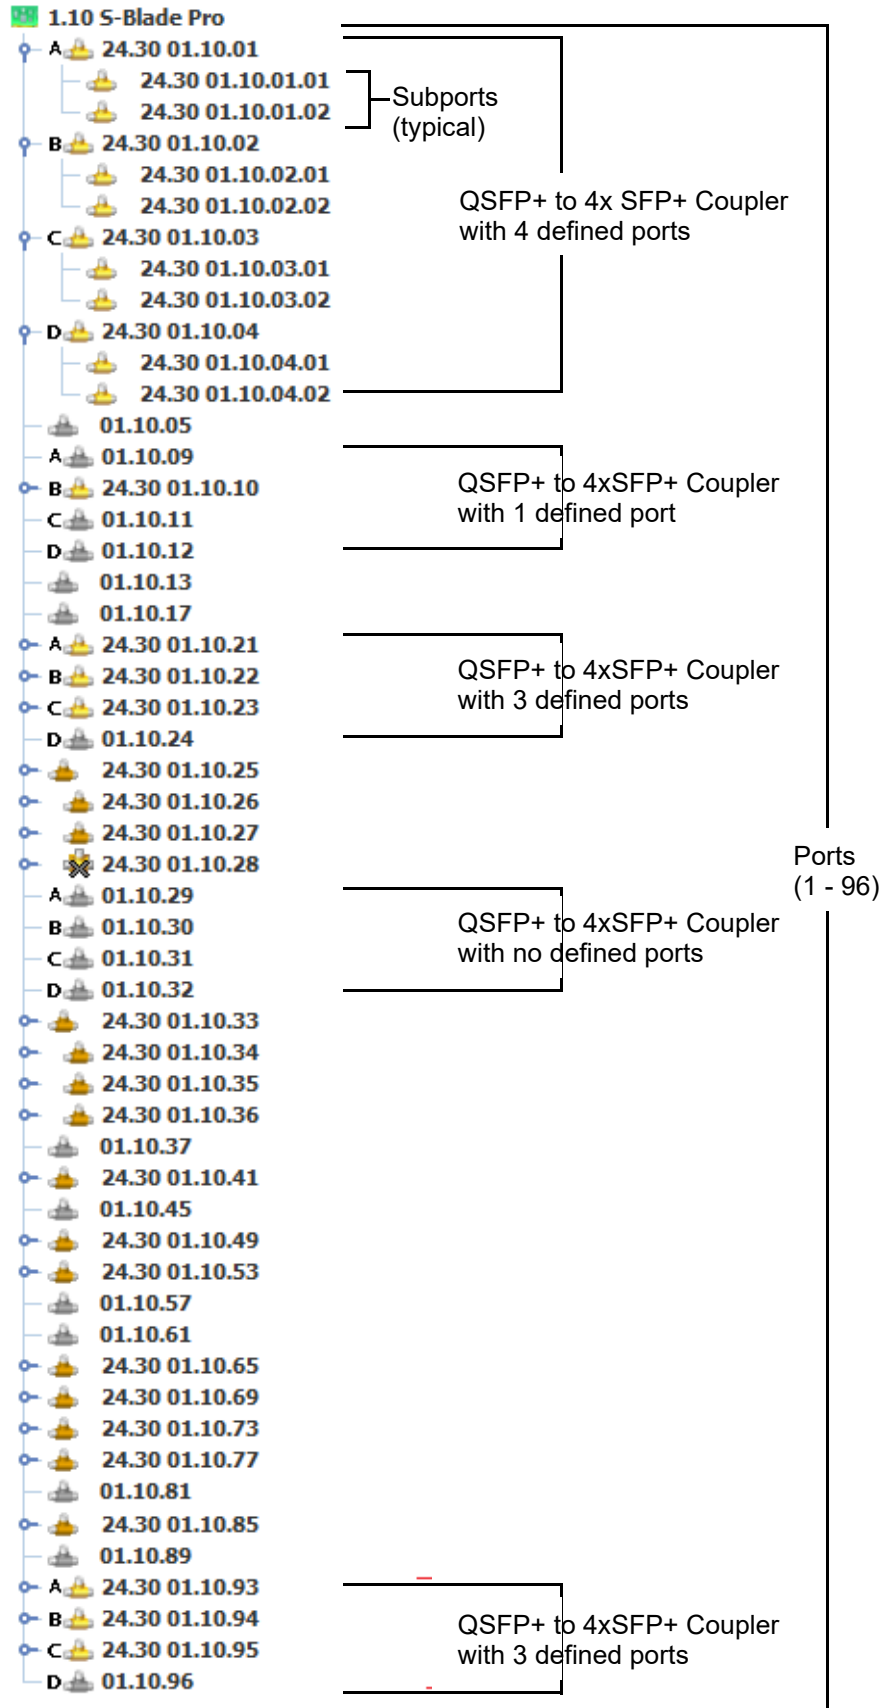 1.10 S-Blade Pro
A 24.30 01.10.01
24.30 01.10.01.01
24.30 01.10.01.02
Subports
(typical)
B 24.30 01.10.02
24.30 01.10.02.01
24.30 01.10.02.02
C 24.30 01.10.03
24.30 01.10.03.01
24.30 01.10.03.02
D 24.30 01.10.04
24.30 01.10.04.01
24.30 01.10.04.02
QSFP+ to 4x SFP+ Coupler
with 4 defined ports
01.10.05
A 01.10.09
B 24.30 01.10.10
C 01.10.11
D 01.10.12
QSFP+ to 4xSFP+ Coupler
with 1 defined port
01.10.13
01.10.17
A 24.30 01.10.21
B 24.30 01.10.22
C 24.30 01.10.23
D 01.10.24
QSFP+ to 4xSFP+ Coupler
with 3 defined ports
24.30 01.10.25
24.30 01.10.26
24.30 01.10.27
24.30 01.10.28
Ports
(1 - 96)
A 01.10.29
B 01.10.30
C 01.10.31
D 01.10.32
QSFP+ to 4xSFP+ Coupler
with no defined ports
24.30 01.10.33
24.30 01.10.34
24.30 01.10.35
24.30 01.10.36
01.10.37
24.30 01.10.41
01.10.45
24.30 01.10.49
24.30 01.10.53
01.10.57
01.10.61
24.30 01.10.65
24.30 01.10.69
24.30 01.10.73
24.30 01.10.77
01.10.81
24.30 01.10.85
01.10.89
A 24.30 01.10.93
B 24.30 01.10.94
C 24.30 01.10.95
D 01.10.96
QSFP+ to 4xSFP+ Coupler
with 3 defined ports